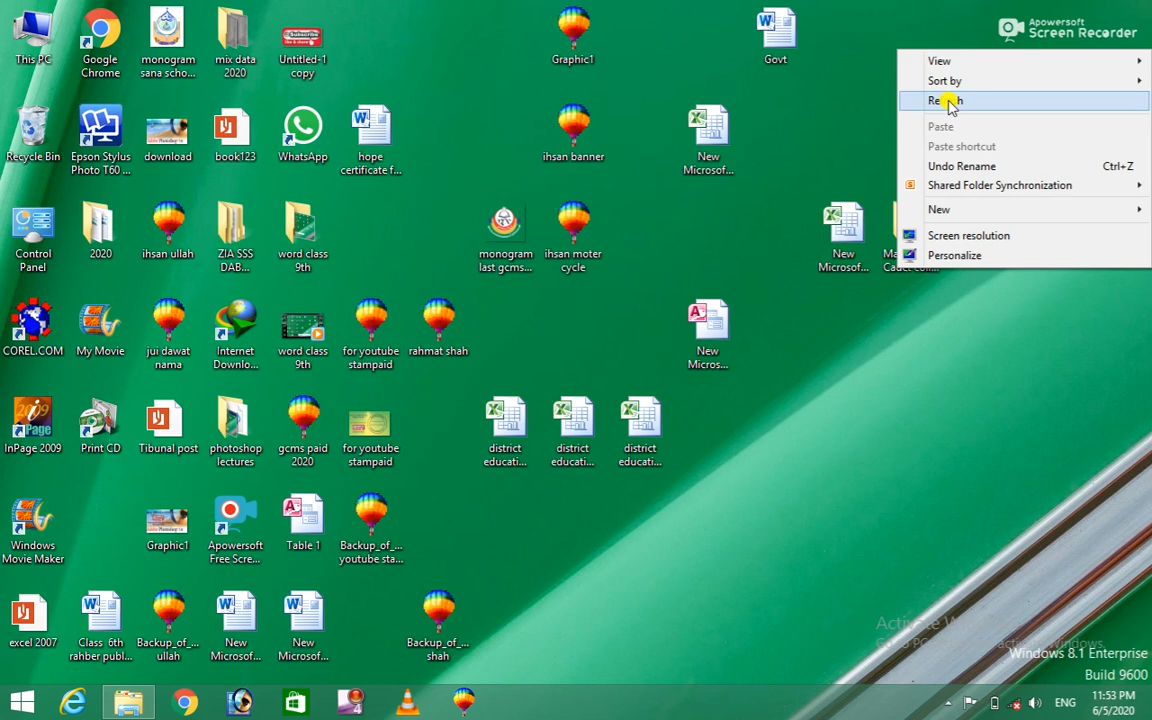 Apowersoft
Screen Recorder
This PC
Google
Chrome
monogram
sana scho...
mix data
2020
Untitled-1
copy
Graphic1
Govt
View
Sort by
Paste
Paste shortcut
Undo Rename Ctrl+Z
Shared Folder Synchronization
New
Screen resolution
Personalize
Recycle Bin
Epson Stylus
Photo T60 ...
download
book123
WhatsApp
hope
certificate f...
ihsan banner
New
Microsof...
Control
Panel
2020
ihsan ullah
ZIA SSS
DAB...
word class
9th
monogram
last gcms...
ihsan moter
cycle
New
Microsof...
COREL.COM
My Movie
jui dawat
nama
Internet
Downlo...
word class
9th
for youtube
stampaid
rahmat shah
New
Micros...
InPage 2009
Print CD
Tibunal post
photoshop
lectures
gcms paid
2020
for youtube
stampaid
district
educati...
district
educati...
district
educati...
Windows
Movie Maker
Graphic1
Apowersoft
Free Scre...
Table 1
Backup_of_...
youtube sta...
excel 2007
Class 6th
rahber publ...
Backup_of_...
ullah
New
Microsof...
New
Microsof...
Backup_of_...
shah
Windows 8.1 Enterprise
Build 9600
ENG
11:53 PM
6/5/2020